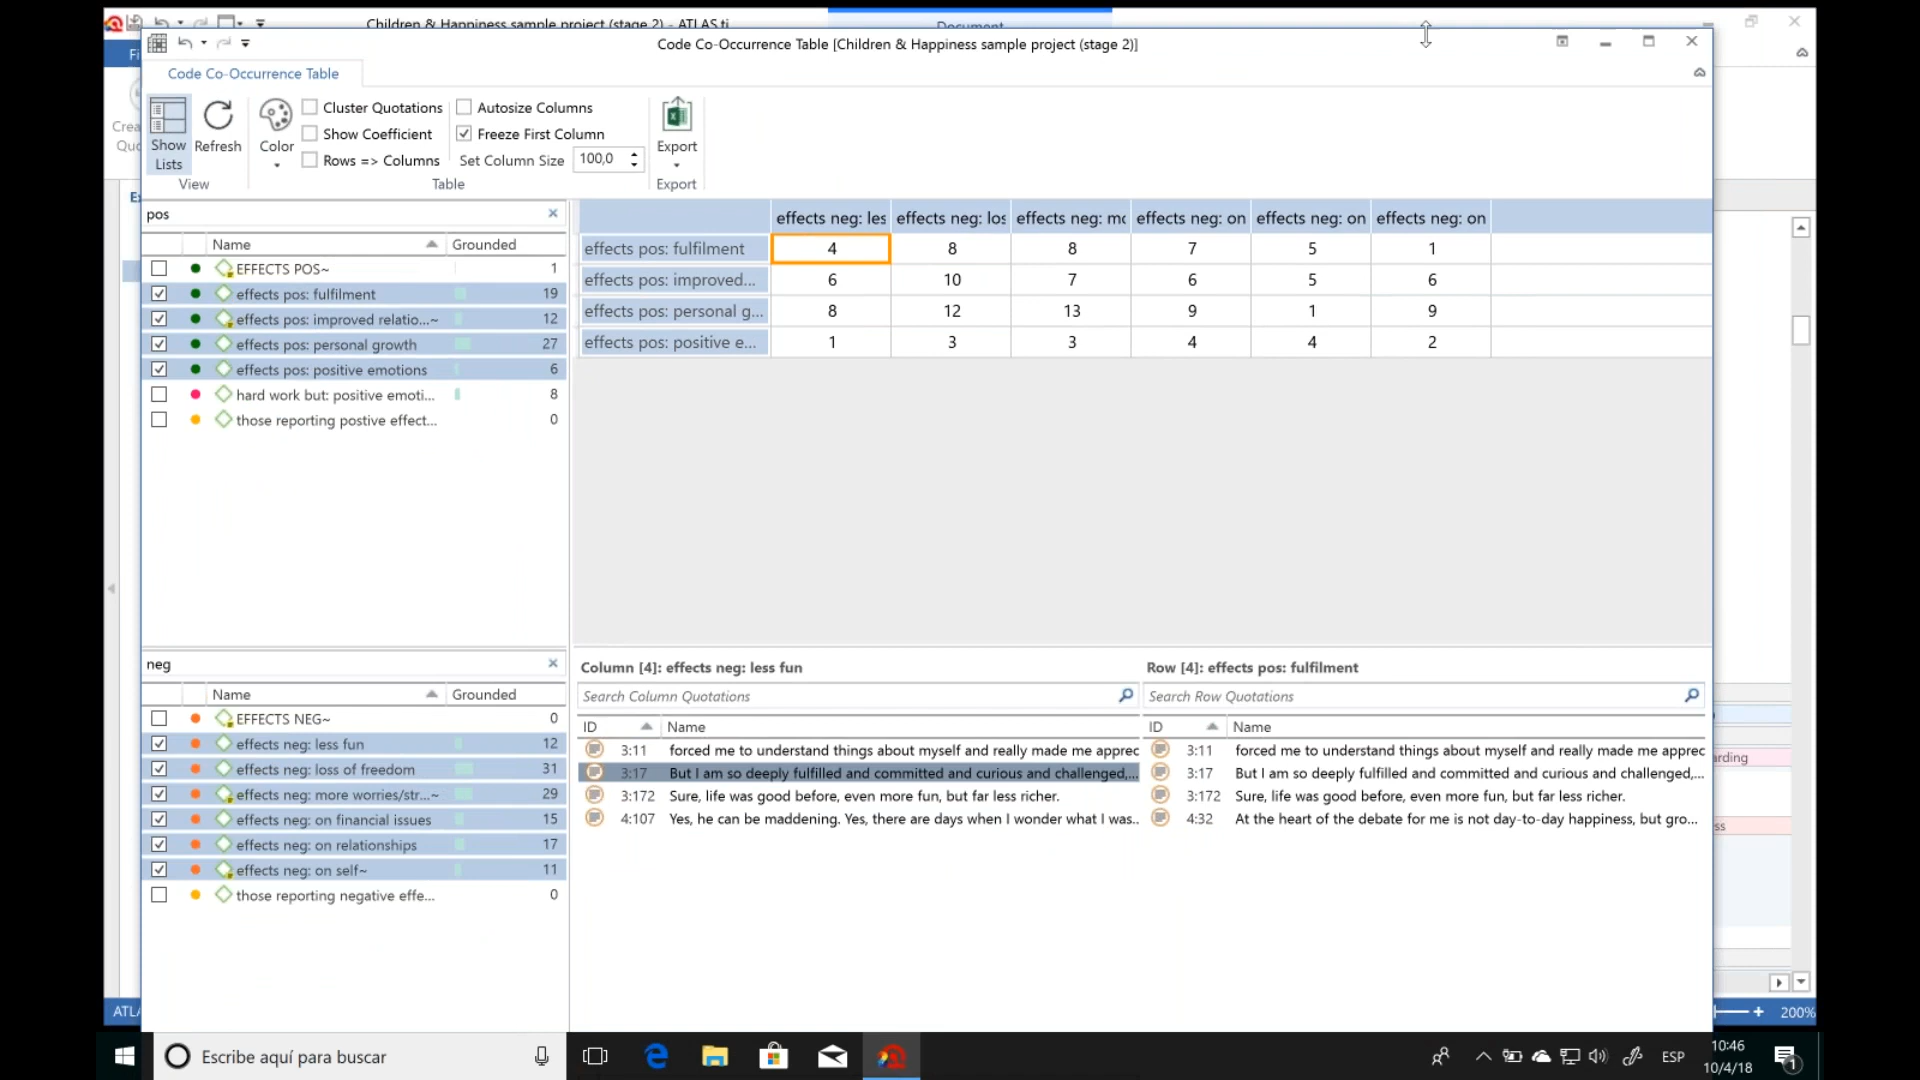 Children & Happiness sample project (stage 2) - ATLAS.ti
Document
Code Co-Occurrence Table [Children & Happiness sample project (stage 2)]
Code Co-Occurrence Table
Show Lists
Refresh
Color
Cluster Quotations
Show Coefficient
Rows => Columns
Autosize Columns
Freeze First Column
Set Column Size 100,0
Export
View
Table
Export
pos
Name Grounded
EFFECTS POS~ 1
effects pos: fulfilment 19
effects pos: improved relatio...~ 12
effects pos: personal growth 27
effects pos: positive emotions 6
hard work but: positive emoti... 8
those reporting postive effect... 0
effects neg: les effects neg: los effects neg: mo effects neg: on effects neg: on effects neg: on
effects pos: fulfilment 4 8 8 7 5 1
effects pos: improved... 6 10 7 6 5 6
effects pos: personal g... 8 12 13 9 1 9
effects pos: positive e... 1 3 3 4 4 2
neg
Name Grounded
EFFECTS NEG~ 0
effects neg: less fun 12
effects neg: loss of freedom 31
effects neg: more worries/str...~ 29
effects neg: on financial issues 15
effects neg: on relationships 17
effects neg: on self~ 11
those reporting negative effe... 0
Column [4]: effects neg: less fun
Search Column Quotations
ID Name
3:11 forced me to understand things about myself and really made me apprec
3:17 But I am so deeply fulfilled and committed and curious and challenged,...
3:172 Sure, life was good before, even more fun, but far less richer.
4:107 Yes, he can be maddening. Yes, there are days when I wonder what I was..
Row [4]: effects pos: fulfilment
Search Row Quotations
ID Name
3:11 forced me to understand things about myself and really made me apprec
3:17 But I am so deeply fulfilled and committed and curious and challenged,...
3:172 Sure, life was good before, even more fun, but far less richer.
4:32 At the heart of the debate for me is not day-to-day happiness, but gro...
arding
ss
ATL
200%
Escribe aquí para buscar
ESP
10:46
10/4/18
1